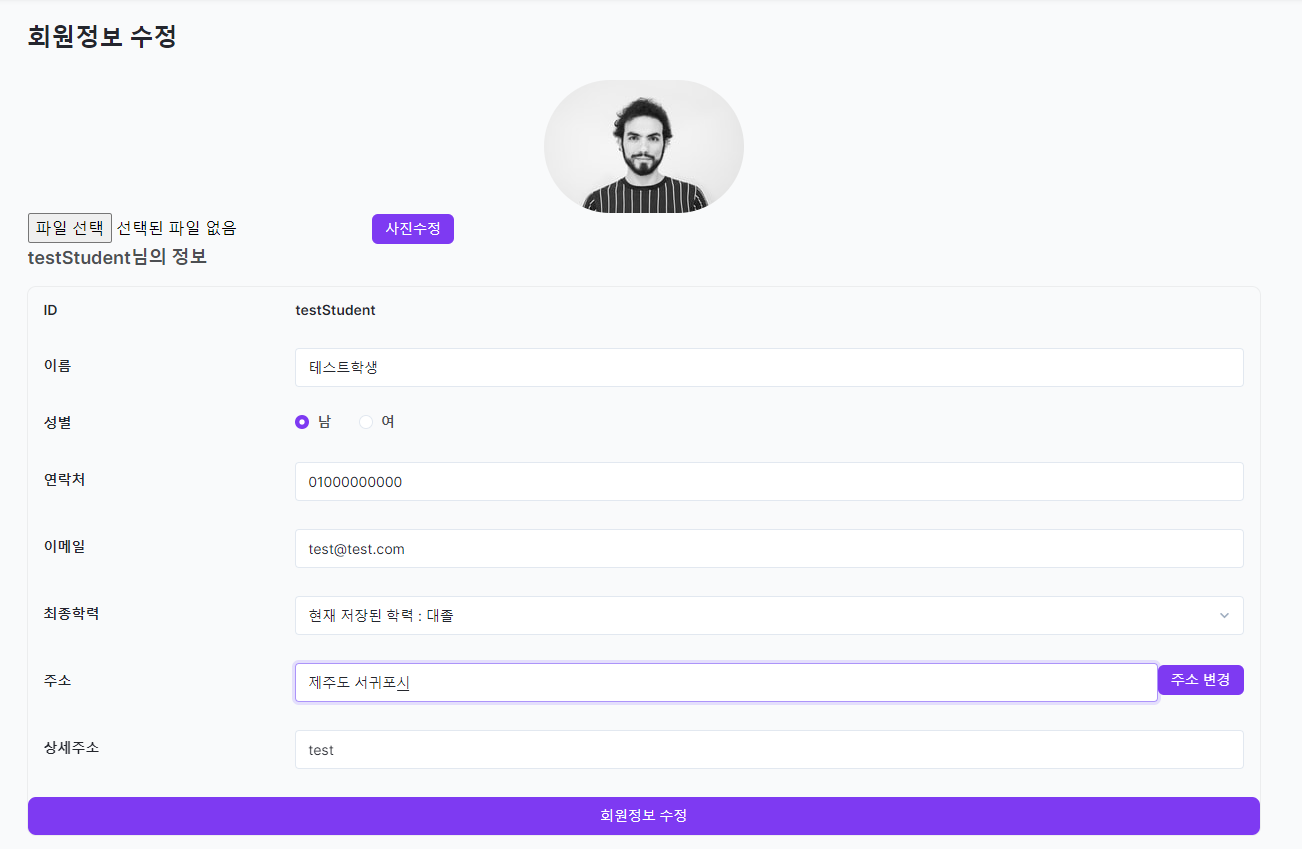 회원정보 수정
파일 선택 선택된 파일 없음 사진수정
testStudent님의 정보
ID testStudent
이름 테스트학생
성별 남 여
연락처 01000000000
이메일 test@test.com
최종학력 현재 저장된 학력 : 대졸
주소 제주도 서귀포시 주소 변경
상세주소 test
회원정보 수정